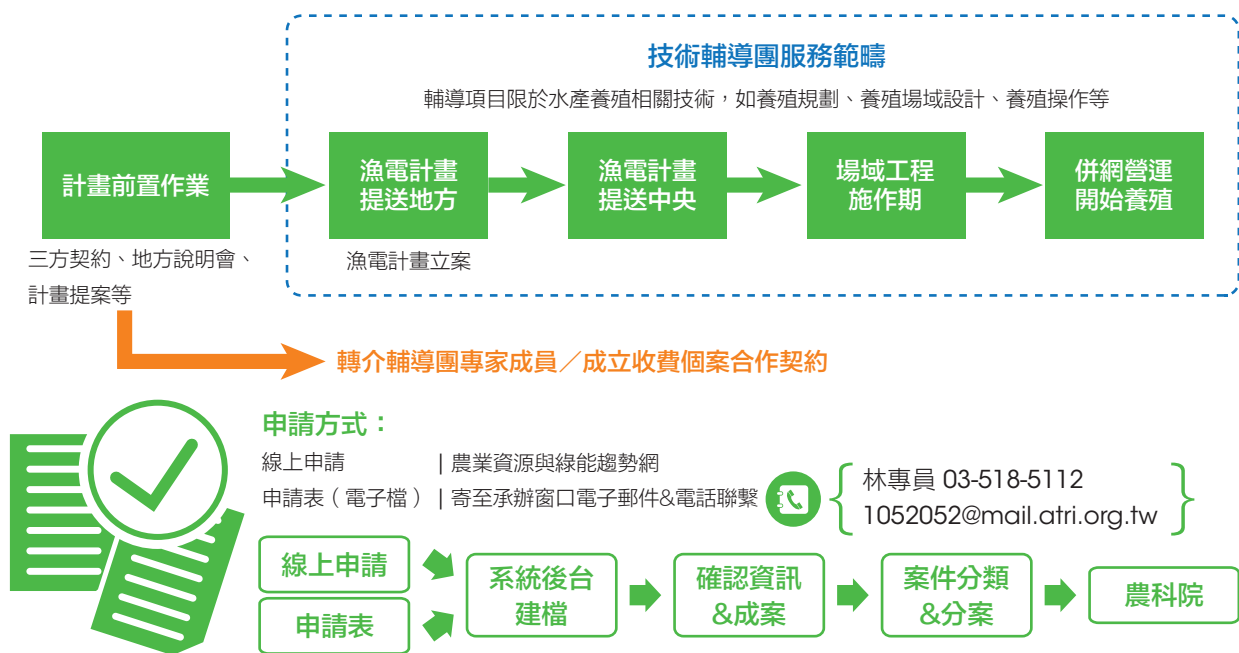 技術輔導團服務範疇
輔導項目限於水產養殖相關技術，如養殖規劃、養殖場域設計、養殖操作等
計畫前置作業
漁電計畫
提送地方
漁電計畫
提送中央
場域工程
施作期
併網營運
開始養殖
三方契約、地方說明會、
計畫提案等
漁電計畫立案
轉介輔導團專家成員／成立收費個案合作契約
申請方式：
線上申請 | 農業資源與綠能趨勢網
申請表（電子檔）| 寄至承辦窗口電子郵件&電話聯繫
林專員 03-518-5112
1052052@mail.atri.org.tw
線上申請
申請表
系統後台
建檔
確認資訊
&成案
案件分類
&分案
農科院